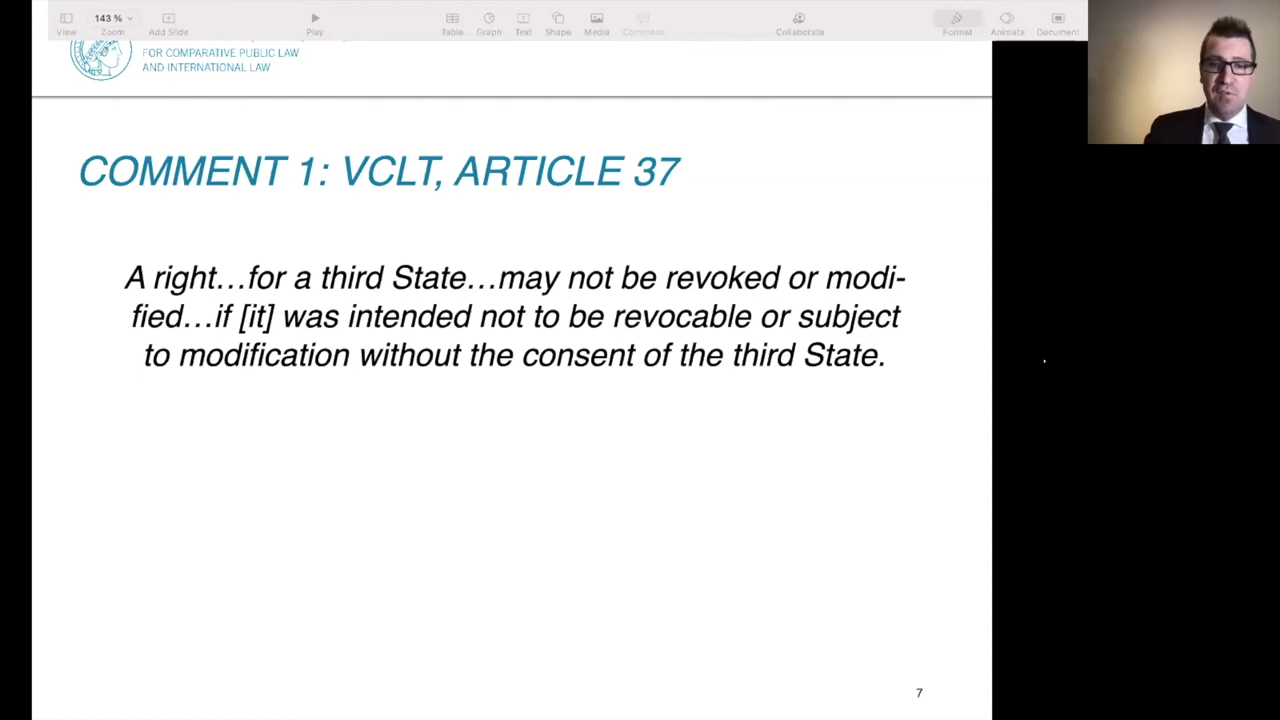 143 %
View
Zoom
Add Slide
Play
Table
Graph
Text
Shape
Media
Comment
Collaborate
Format
Animate
Document
FOR COMPARATIVE PUBLIC LAW
AND INTERNATIONAL LAW
COMMENT 1: VCLT, ARTICLE 37
A right…for a third State…may not be revoked or modi-
fied…if [it] was intended not to be revocable or subject
to modification without the consent of the third State.
7